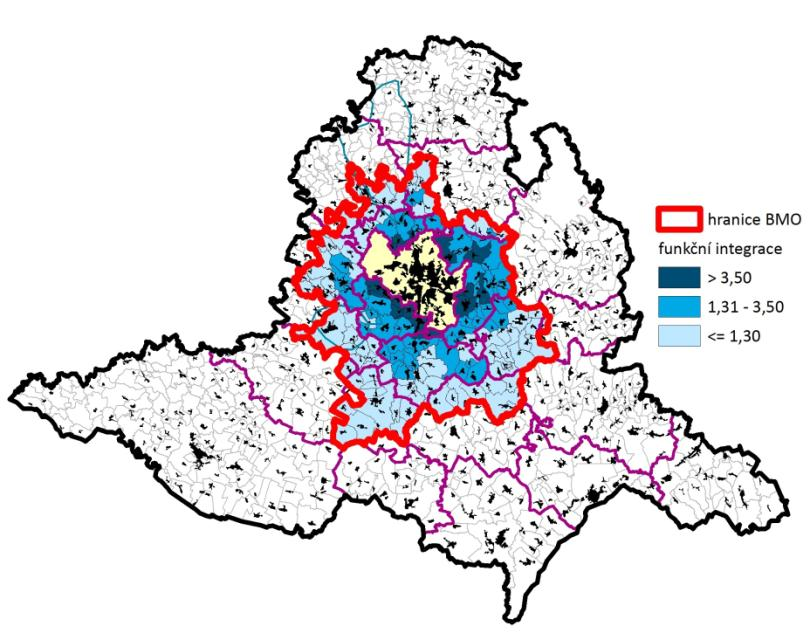 hranice BMO
funkční integrace
> 3,50
1,31 - 3,50
<= 1,30